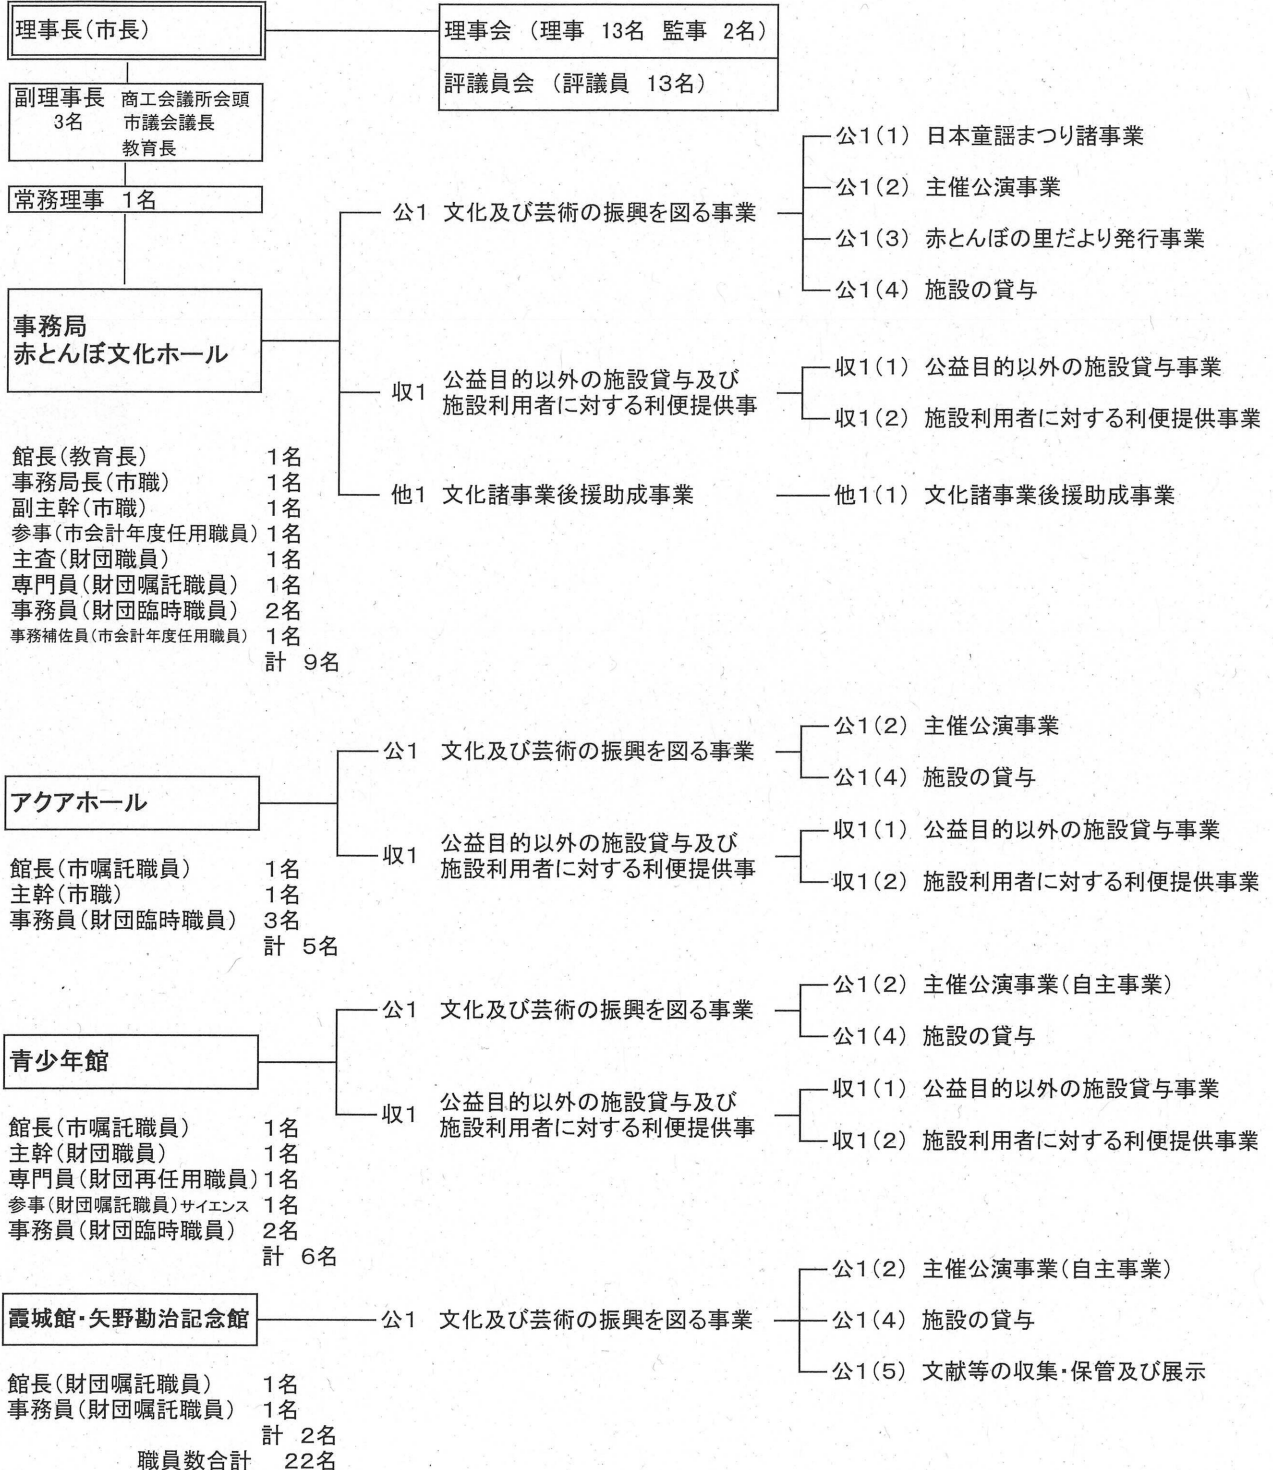 理事長(市長)
理事会 (理事 13名 監事 2名)
評議員会 (評議員 13名)
副理事長 商工会議所会頭
3名 市議会議長
教育長
常務理事 1名
事務局
赤とんぼ文化ホール
公1 文化及び芸術の振興を図る事業
公1(1) 日本童謡まつり諸事業
公1(2) 主催公演事業
公1(3) 赤とんぼの里だより発行事業
公1(4) 施設の貸与
収1 公益目的以外の施設貸与及び
施設利用者に対する利便提供事
収1(1) 公益目的以外の施設貸与事業
収1(2) 施設利用者に対する利便提供事業
他1 文化諸事業後援助成事業
他1(1) 文化諸事業後援助成事業
館長(教育長) 1名
事務局長(市職) 1名
副主幹(市職) 1名
参事(市会計年度任用職員) 1名
主査(財団職員) 1名
専門員(財団嘱託職員) 1名
事務員(財団臨時職員) 2名
事務補佐員(市会計年度任用職員) 1名
計 9名
アクアホール
公1 文化及び芸術の振興を図る事業
公1(2) 主催公演事業
公1(4) 施設の貸与
収1 公益目的以外の施設貸与及び
施設利用者に対する利便提供事
収1(1) 公益目的以外の施設貸与事業
収1(2) 施設利用者に対する利便提供事業
館長(市嘱託職員) 1名
主幹(市職) 1名
事務員(財団臨時職員) 3名
計 5名
青少年館
公1 文化及び芸術の振興を図る事業
公1(2) 主催公演事業(自主事業)
公1(4) 施設の貸与
収1 公益目的以外の施設貸与及び
施設利用者に対する利便提供事
収1(1) 公益目的以外の施設貸与事業
収1(2) 施設利用者に対する利便提供事業
館長(市嘱託職員) 1名
主幹(財団職員) 1名
専門員(財団再任用職員) 1名
参事(財団嘱託職員)サイエンス 1名
事務員(財団臨時職員) 2名
計 6名
霞城館・矢野勘治記念館
公1 文化及び芸術の振興を図る事業
公1(2) 主催公演事業(自主事業)
公1(4) 施設の貸与
公1(5) 文献等の収集・保管及び展示
館長(財団嘱託職員) 1名
事務員(財団嘱託職員) 1名
計 2名
職員数合計 22名